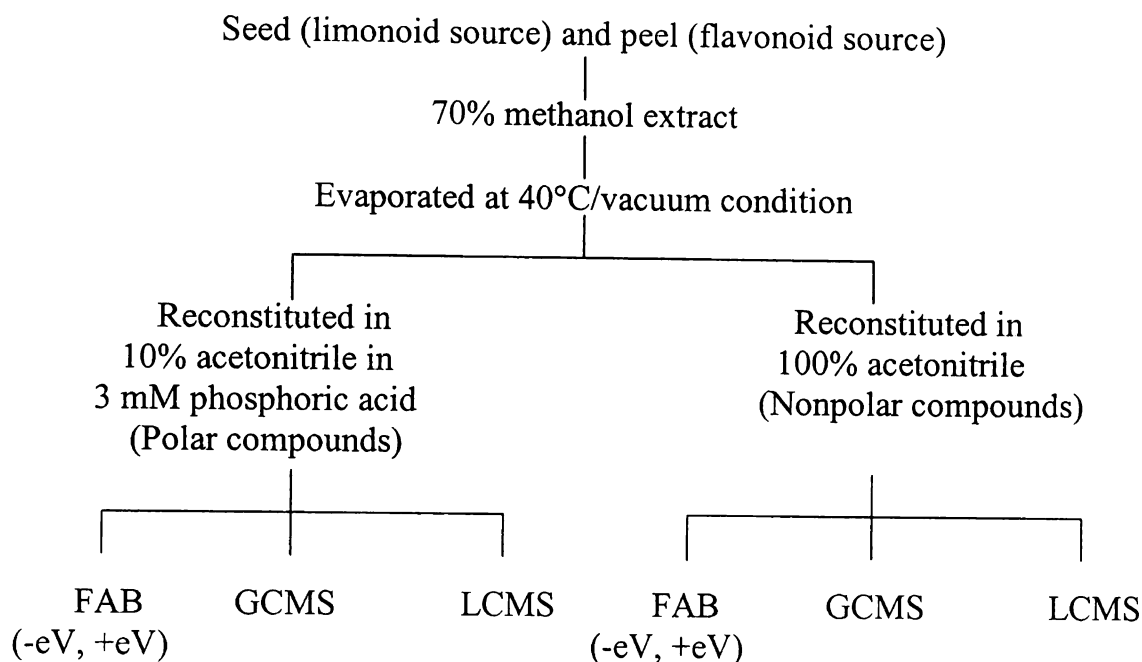 Seed (limonoid source) and peel (flavonoid source)
70% methanol extract
Evaporated at 40°C/vacuum condition
Reconstituted in
10% acetonitrile in
3 mM phosphoric acid
(Polar compounds)
Reconstituted in
100% acetonitrile
(Nonpolar compounds)
FAB
(-eV, +eV)
GCMS
LCMS
FAB
(-eV, +eV)
GCMS
LCMS